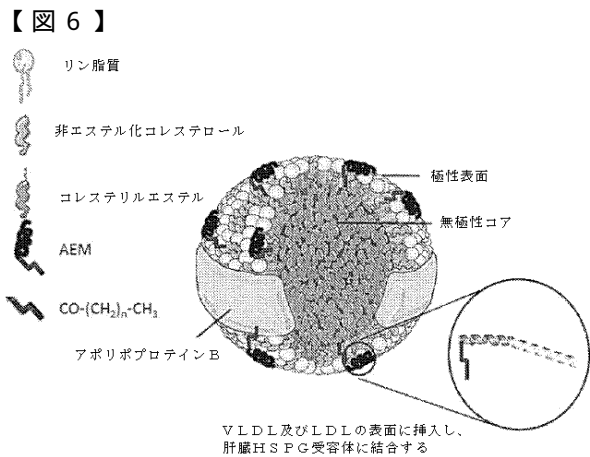 【図６】
リン脂質
非エステル化コレステロール
コレステリルエステル
AEM
CO-(CH₂)ₙ-CH₃
極性表面
無極性コア
アポリポプロテインＢ
ＶＬＤＬ及びＬＤＬの表面に挿入し、
肝臓ＨＳＰＧ受容体に結合する